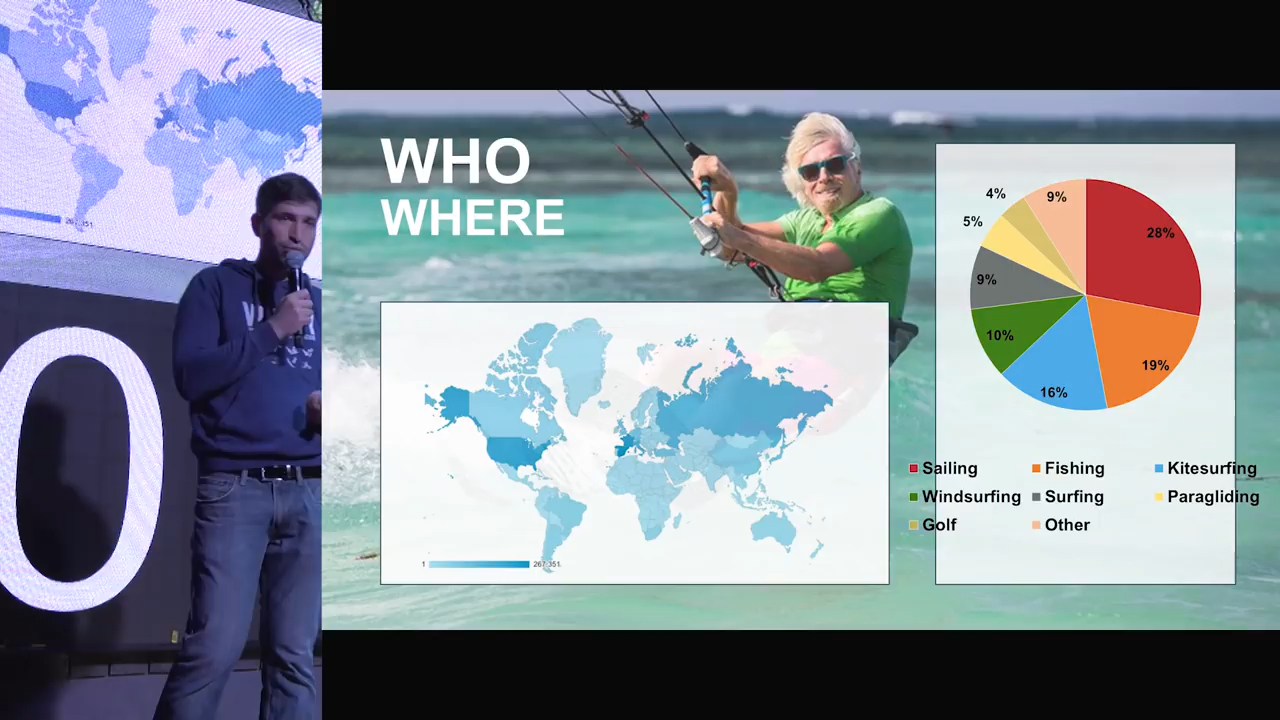 WHO
WHERE
28%
19%
16%
10%
9%
5%
4%
9%
Sailing
Fishing
Kitesurfing
Windsurfing
Surfing
Paragliding
Golf
Other
1
267,351
0